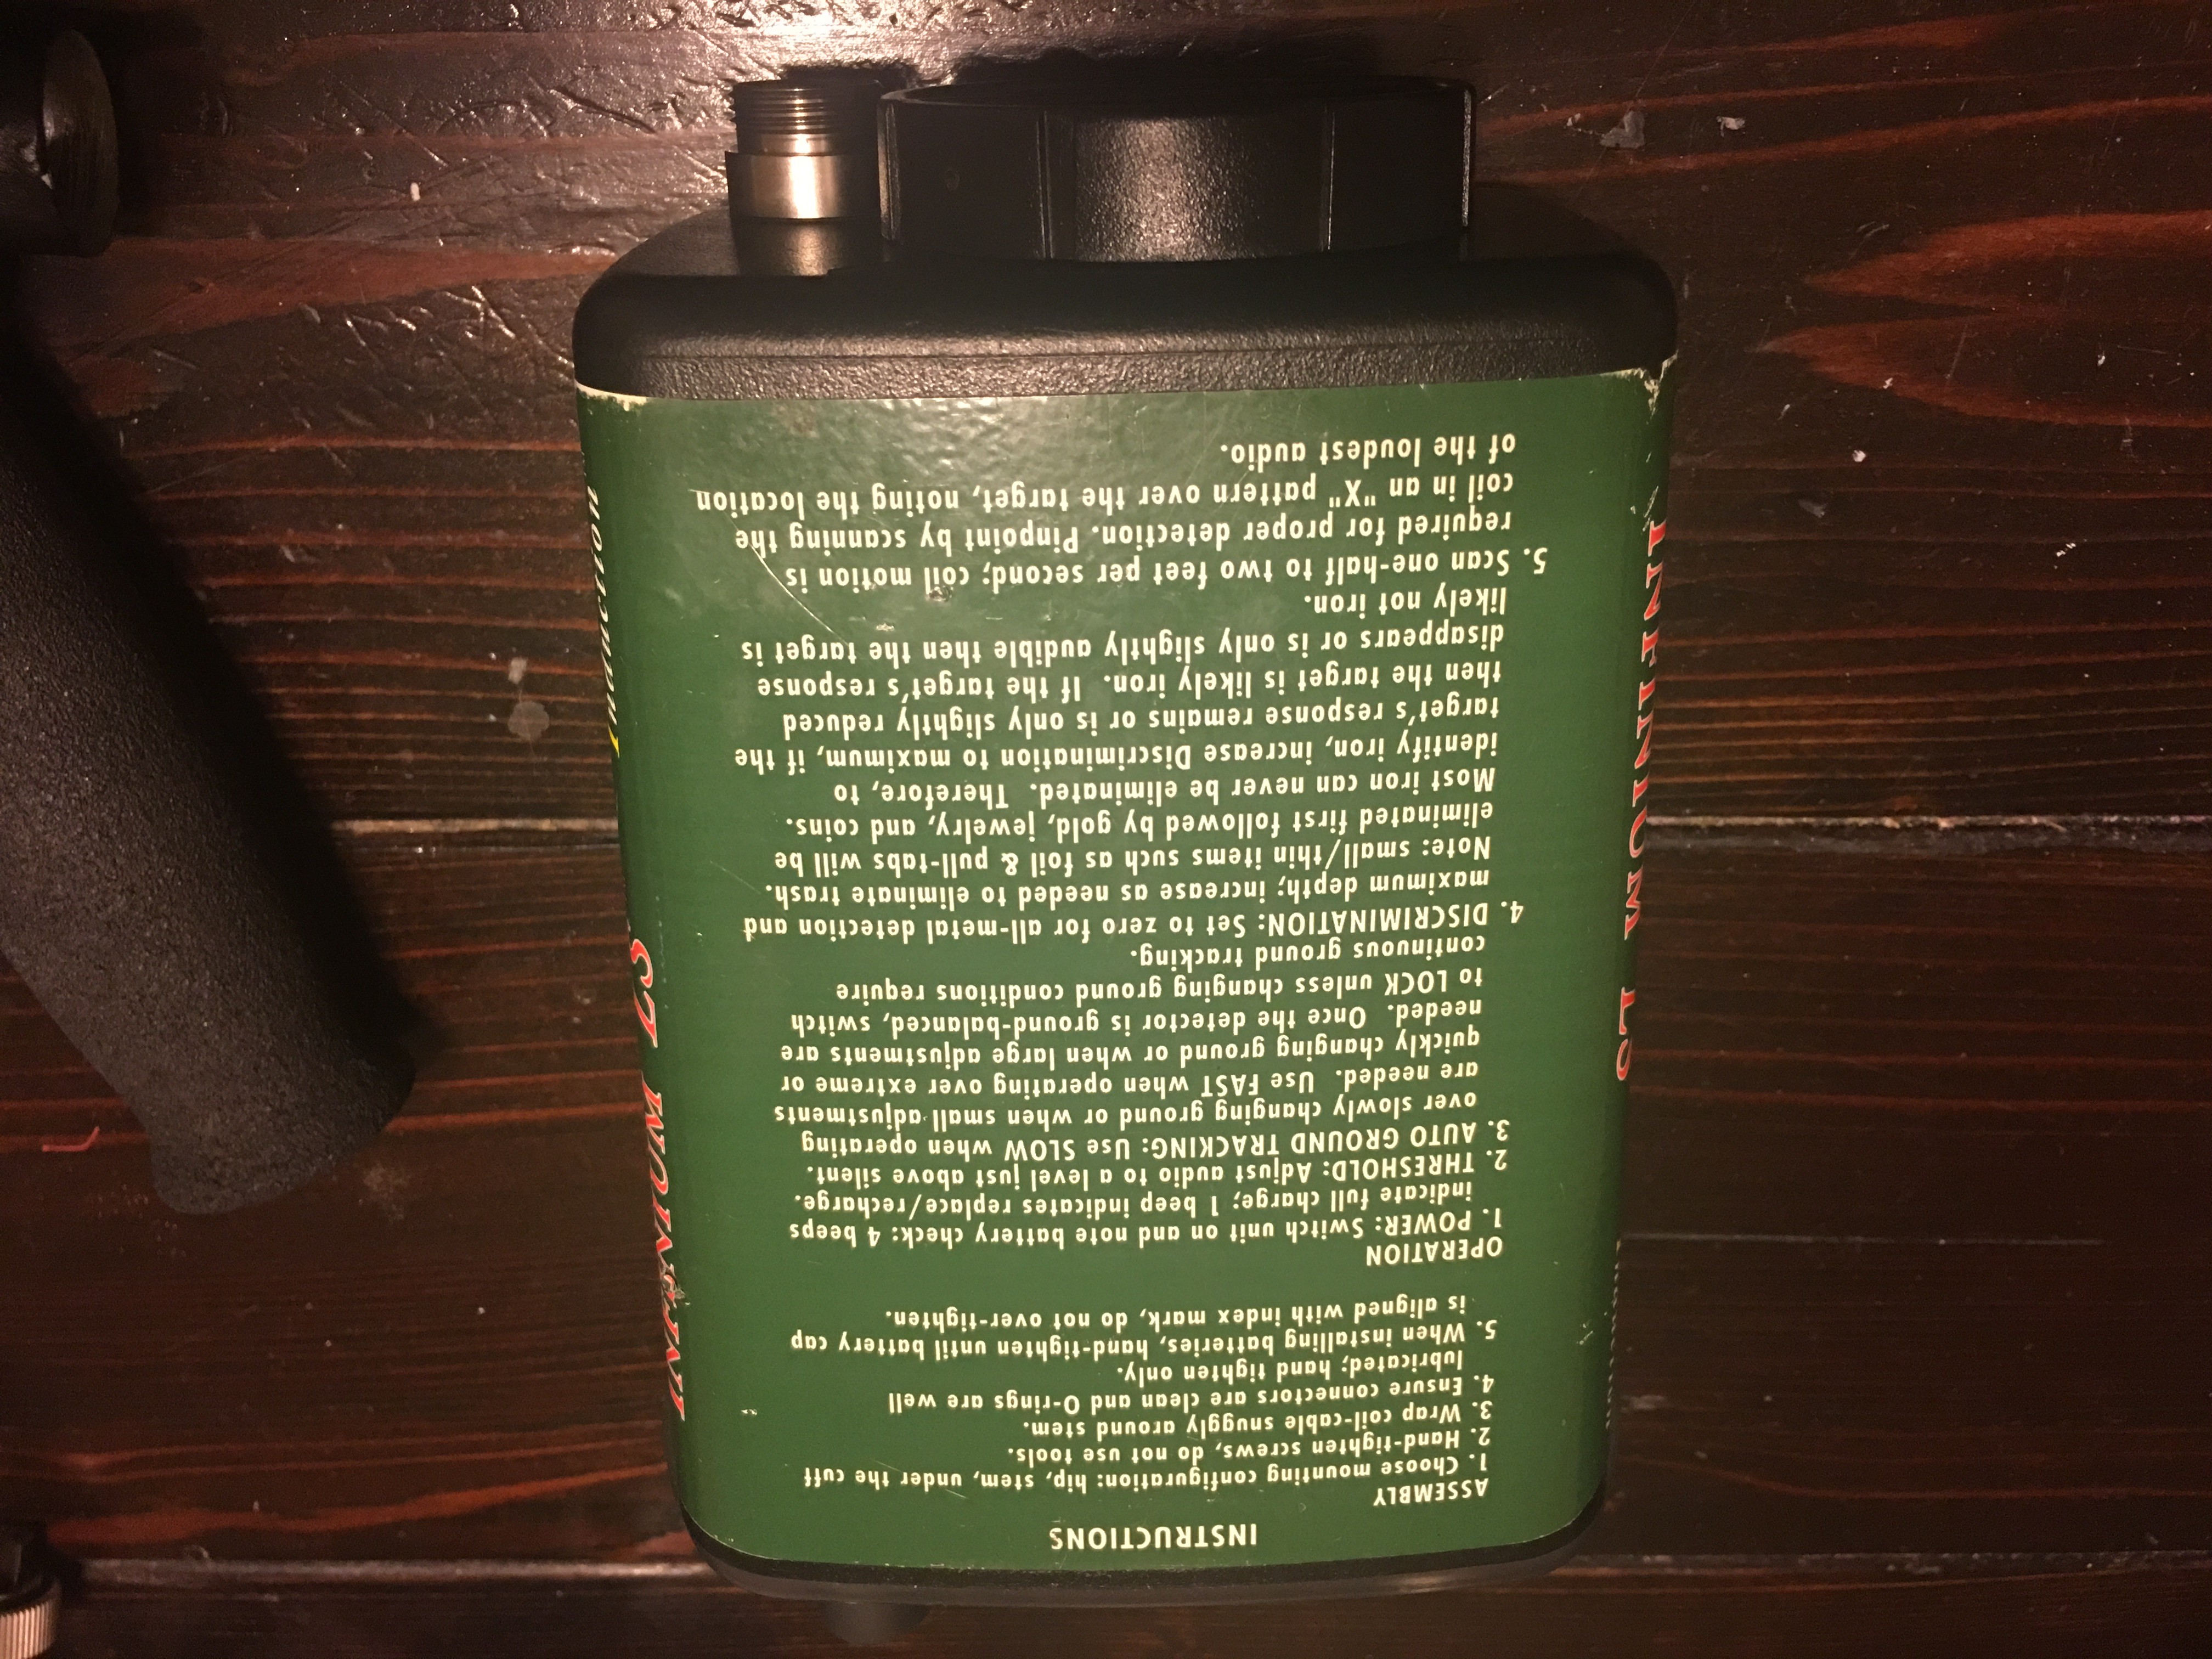 INSTRUCTIONS
ASSEMBLY
1. Choose mounting configuration: hip, stem, under the cuff
2. Hand-tighten screws, do not use tools.
3. Wrap coil-cable snuggly around stem.
4. Ensure connectors are clean and O-rings are well
lubricated; hand tighten only.
5. When installing batteries, hand-tighten until battery cap
is aligned with index mark, do not over-tighten.
OPERATION
1. POWER: Switch unit on and note battery check: 4 beeps
indicate full charge; 1 beep indicates replace/recharge.
2. THRESHOLD: Adjust audio to a level just above silent.
3. AUTO GROUND TRACKING: Use SLOW when operating
over slowly changing ground or when small adjustments
are needed. Use FAST when operating over extreme or
quickly changing ground or when large adjustments are
needed. Once the detector is ground-balanced, switch
to LOCK unless changing ground conditions require
continuous ground tracking.
4. DISCRIMINATION: Set to zero for all-metal detection and
maximum depth; increase as needed to eliminate trash.
Note: small/thin items such as foil & pull-tabs will be
eliminated first followed by gold, jewelry, and coins.
Most iron can never be eliminated. Therefore, to
identify iron, increase Discrimination to maximum, if the
target's response remains or is only slightly reduced
then the target is likely iron. If the target's response
disappears or is only slightly audible then the target is
likely not iron.
5. Scan one-half to two feet per second; coil motion is
required for proper detection. Pinpoint by scanning the
coil in an "X" pattern over the target, noting the location
of the loudest audio.
INFINIUM LS
INFINIUM LS